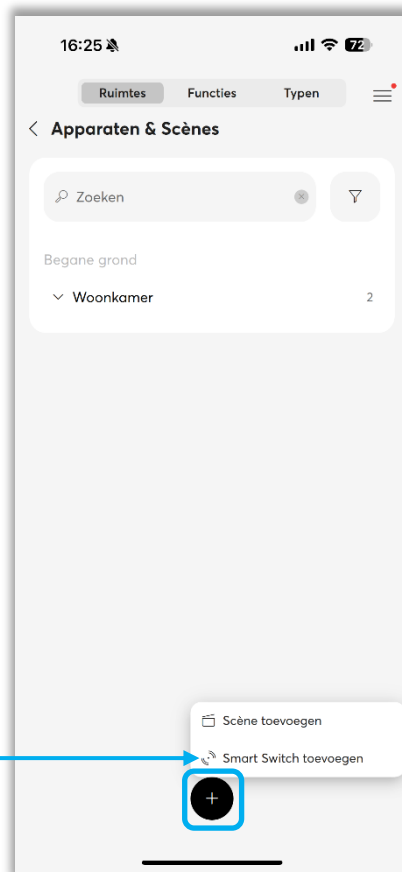 16:25
72
Ruimtes Functies Typen
Apparaten & Scènes
Zoeken
Begane grond
Woonkamer 2
Scène toevoegen
Smart Switch toevoegen